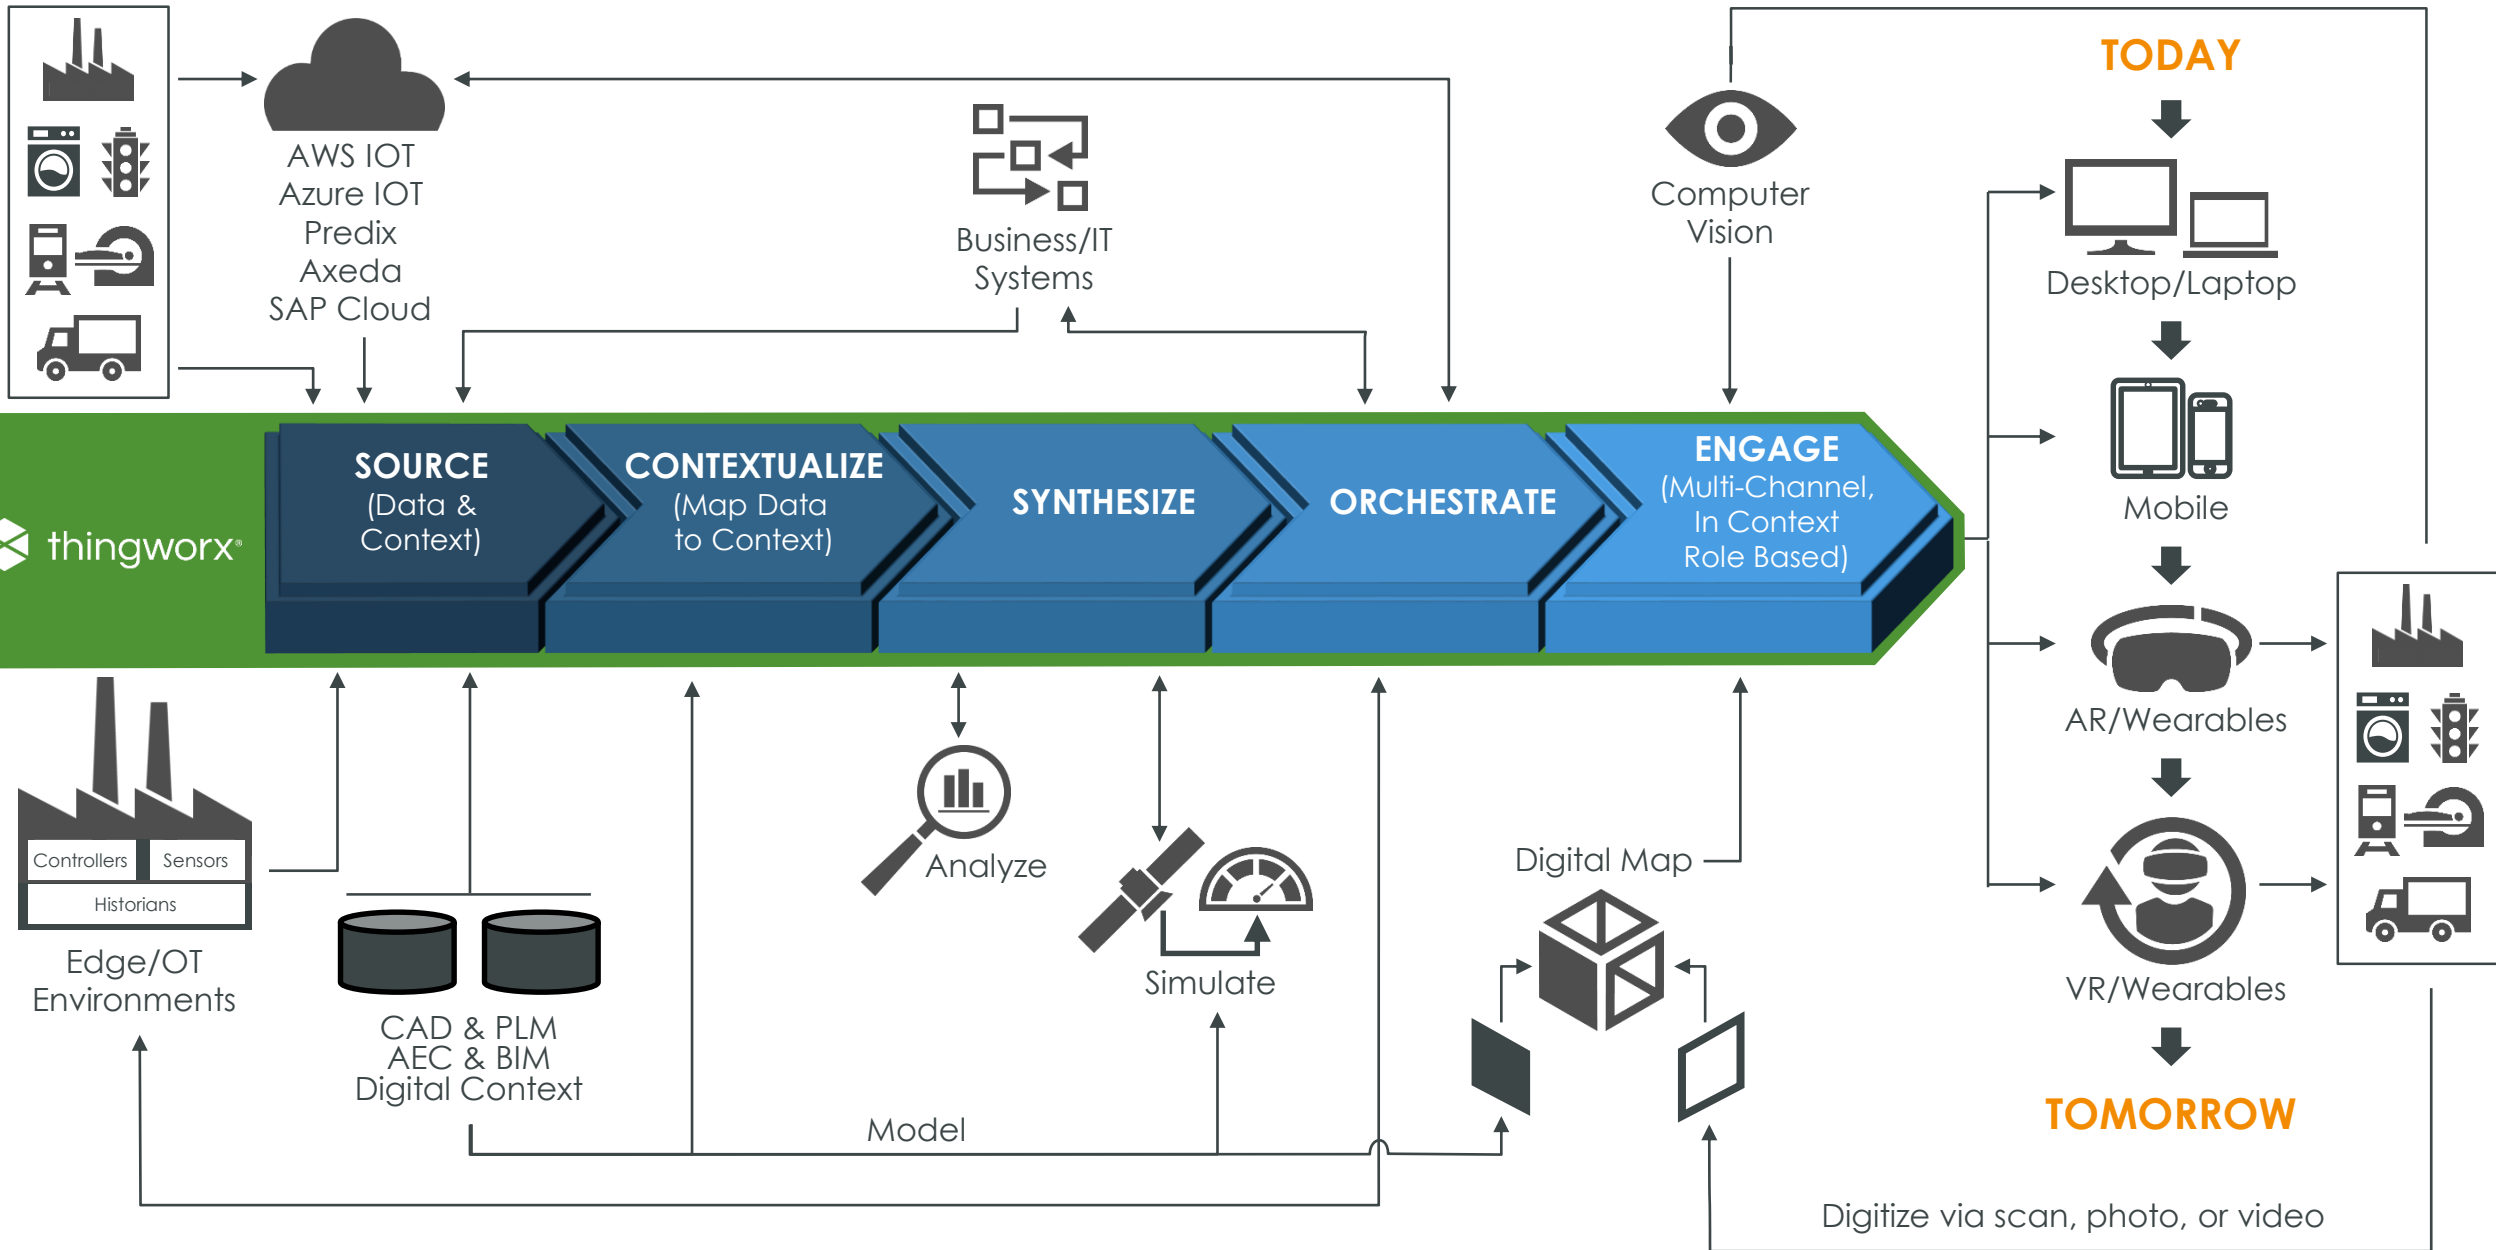 TODAY
AWS IOT
Azure IOT
Predix
Axeda
SAP Cloud
Business/IT
Systems
Computer
Vision
Desktop/Laptop
Mobile
thingworx®
SOURCE
(Data &
Context)
CONTEXTUALIZE
(Map Data
to Context)
SYNTHESIZE
ORCHESTRATE
ENGAGE
(Multi-Channel,
In Context
Role Based)
AR/Wearables
Controllers
Sensors
Historians
Edge/OT
Environments
CAD & PLM
AEC & BIM
Digital Context
Analyze
Simulate
Digital Map
VR/Wearables
Model
TOMORROW
Digitize via scan, photo, or video